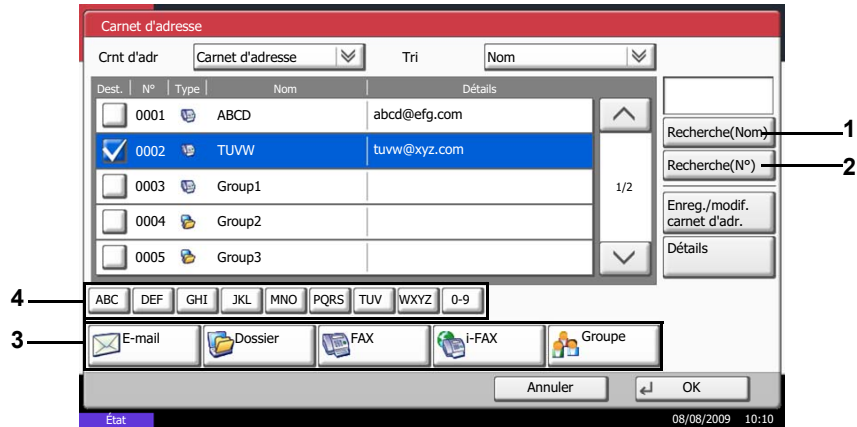 Carnet d'adresse
Crnt d'adr Carnet d'adresse Tri Nom
Dest. N° Type Nom Détails
0001 ABCD abcd@efg.com
0002 TUVW tuvw@xyz.com
0003 Group1
0004 Group2
0005 Group3
1/2
Recherche(Nom) 1
Recherche(N°) 2
Enreg./modif.
carnet d'adr.
Détails
4 ABC DEF GHI JKL MNO PQRS TUV WXYZ 0-9
3 E-mail Dossier FAX i-FAX Groupe
Annuler OK
État 08/08/2009 10:10